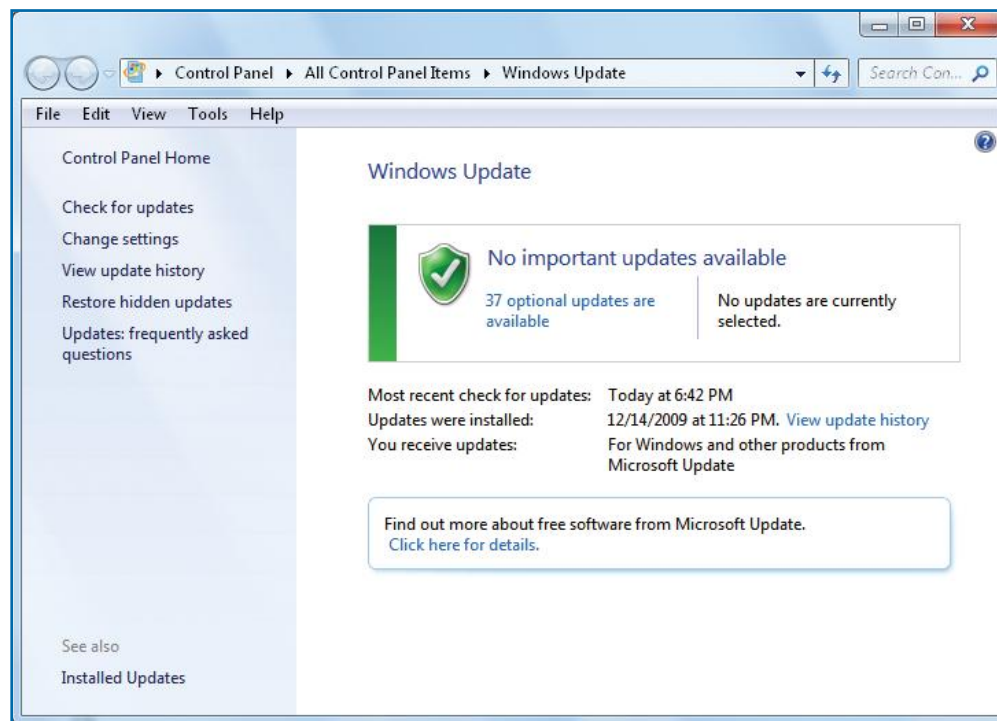 Control Panel ▸ All Control Panel Items ▸ Windows Update
Search Con...
File Edit View Tools Help
Control Panel Home
Check for updates
Change settings
View update history
Restore hidden updates
Updates: frequently asked
questions
See also
Installed Updates
Windows Update
No important updates available
37 optional updates are
available
No updates are currently
selected.
Most recent check for updates: Today at 6:42 PM
Updates were installed: 12/14/2009 at 11:26 PM. View update history
You receive updates: For Windows and other products from
Microsoft Update
Find out more about free software from Microsoft Update.
Click here for details.